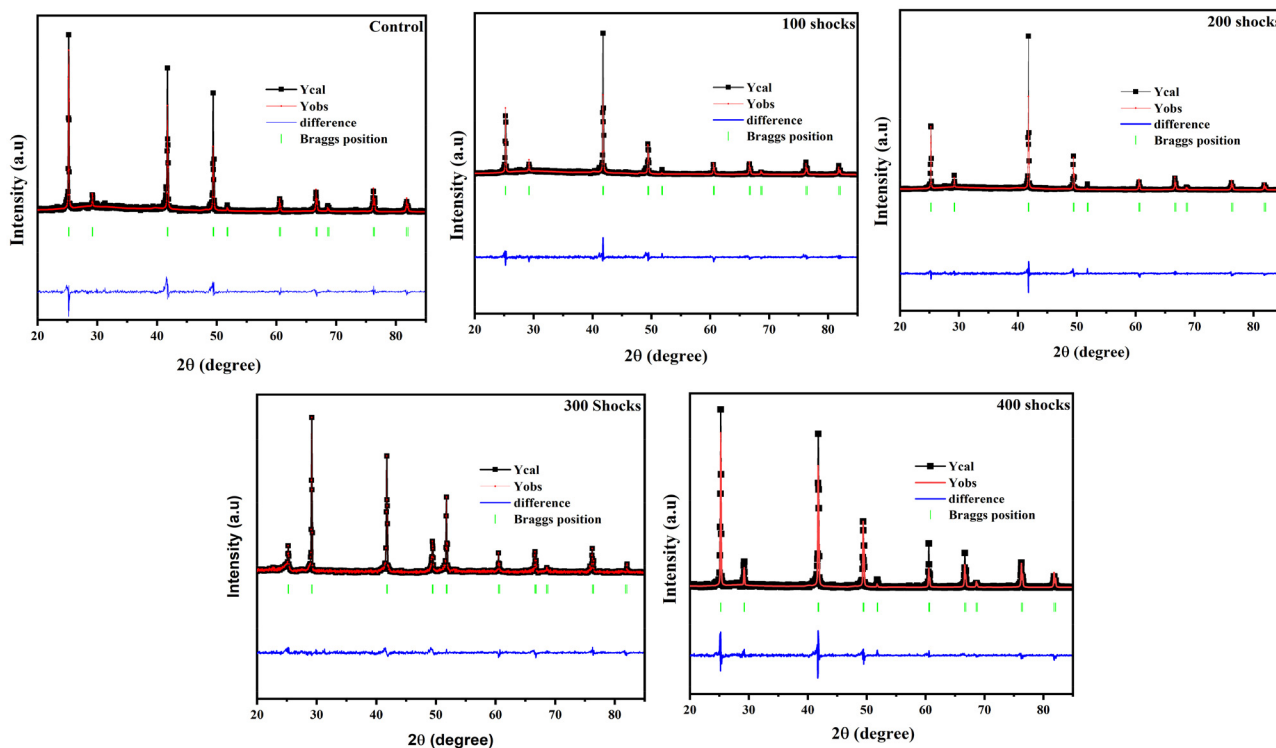 Control
Ycal
Yobs
difference
Braggs position
Intensity (a.u)
20 30 40 50 60 70 80
2θ (degree)
100 shocks
Ycal
Yobs
difference
Braggs position
Intensity (a.u)
20 30 40 50 60 70 80
2θ (degree)
200 shocks
Ycal
Yobs
difference
Braggs position
Intensity (a.u)
20 30 40 50 60 70 80
2θ (degree)
300 Shocks
Ycal
Yobs
difference
Braggs position
Intensity (a.u)
20 30 40 50 60 70 80
2θ (degree)
400 shocks
Ycal
Yobs
difference
Braggs position
Intensity (a.u)
20 30 40 50 60 70 80
2θ (degree)